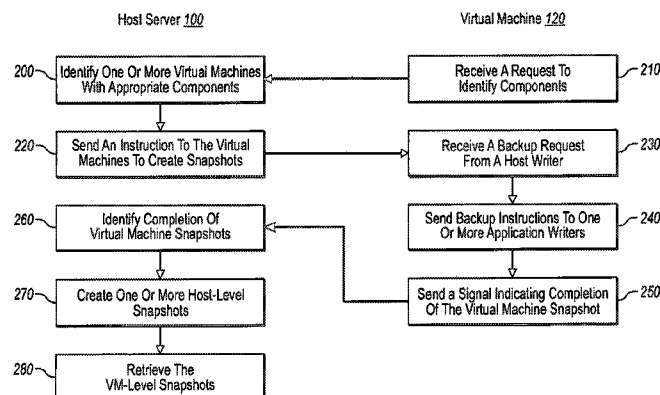 Host Server 100
Virtual Machine 120
200
Identify One Or More Virtual Machines
With Appropriate Components
Receive A Request To
Identify Components
210
220
Send An Instruction To The Virtual
Machines To Create Snapshots
Receive A Backup Request
From A Host Writer
230
260
Identify Completion Of
Virtual Machine Snapshots
Send Backup Instructions To One
Or More Application Writers
240
270
Create One Or More Host-Level
Snapshots
Send a Signal Indicating Completion
Of The Virtual Machine Snapshot
250
280
Retrieve The
VM-Level Snapshots